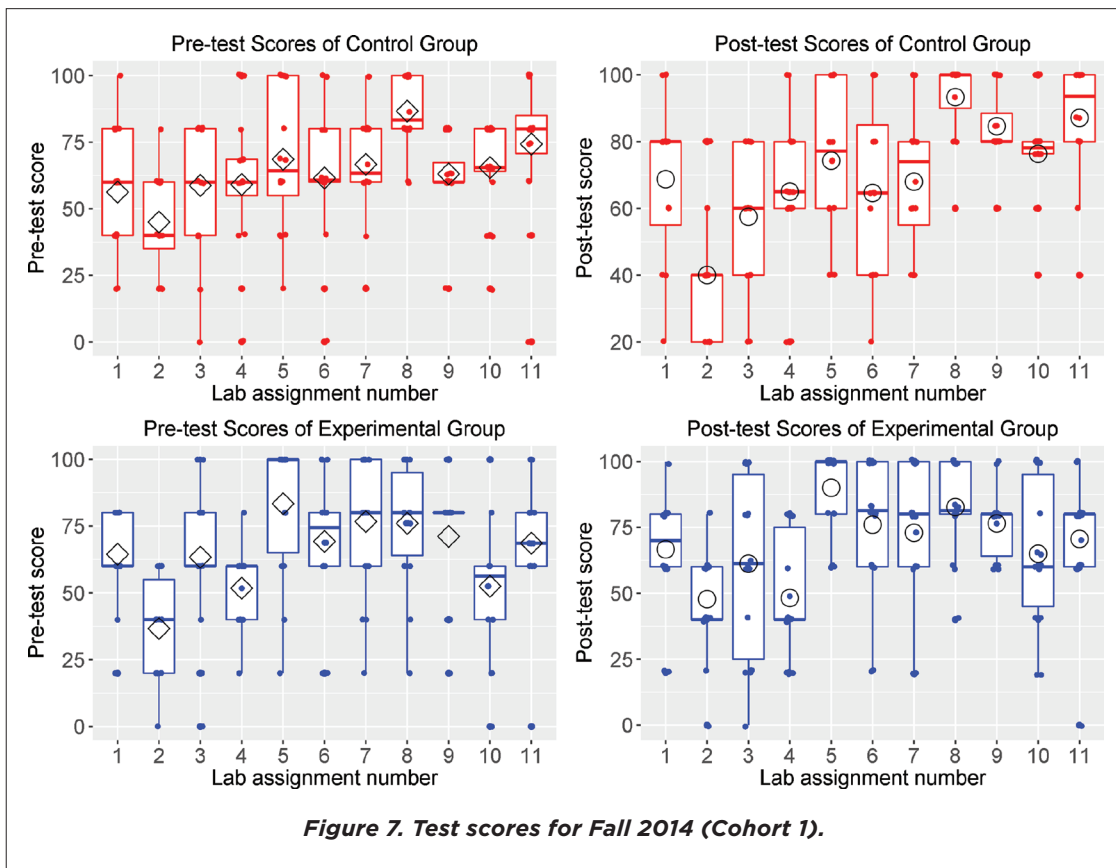 Pre-test Scores of Control Group
100
75
50
25
0
Pre-test score
1 2 3 4 5 6 7 8 9 10 11
Lab assignment number
Post-test Scores of Control Group
100
80
60
40
20
Post-test score
1 2 3 4 5 6 7 8 9 10 11
Lab assignment number
Pre-test Scores of Experimental Group
100
75
50
25
0
Pre-test score
1 2 3 4 5 6 7 8 9 10 11
Lab assignment number
Post-test Scores of Experimental Group
100
75
50
25
0
Post-test score
1 2 3 4 5 6 7 8 9 10 11
Lab assignment number
Figure 7. Test scores for Fall 2014 (Cohort 1).